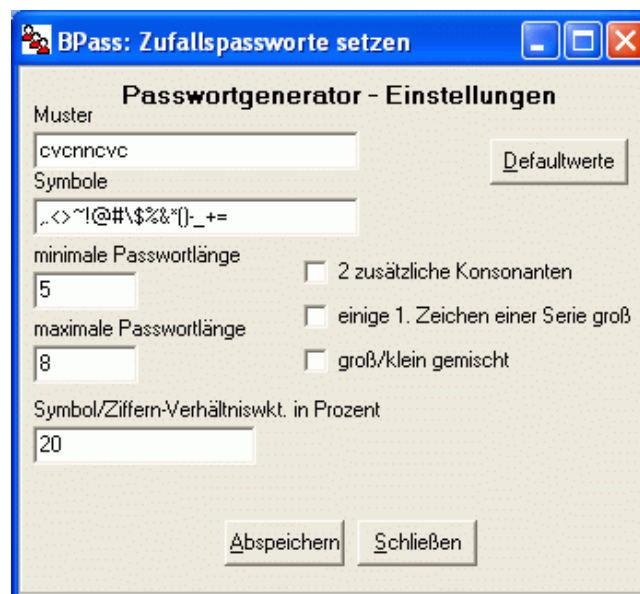 BPass: Zufallspassworte setzen
Passwortgenerator - Einstellungen
Muster
cvcnncvc
Defaultwerte
Symbole
,.<>~!@#\$%&*()-_+=
minimale Passwortlänge
5
2 zusätzliche Konsonanten
einige 1. Zeichen einer Serie groß
maximale Passwortlänge
8
groß/klein gemischt
Symbol/Ziffern-Verhältniswkt. in Prozent
20
Abspeichern
Schließen